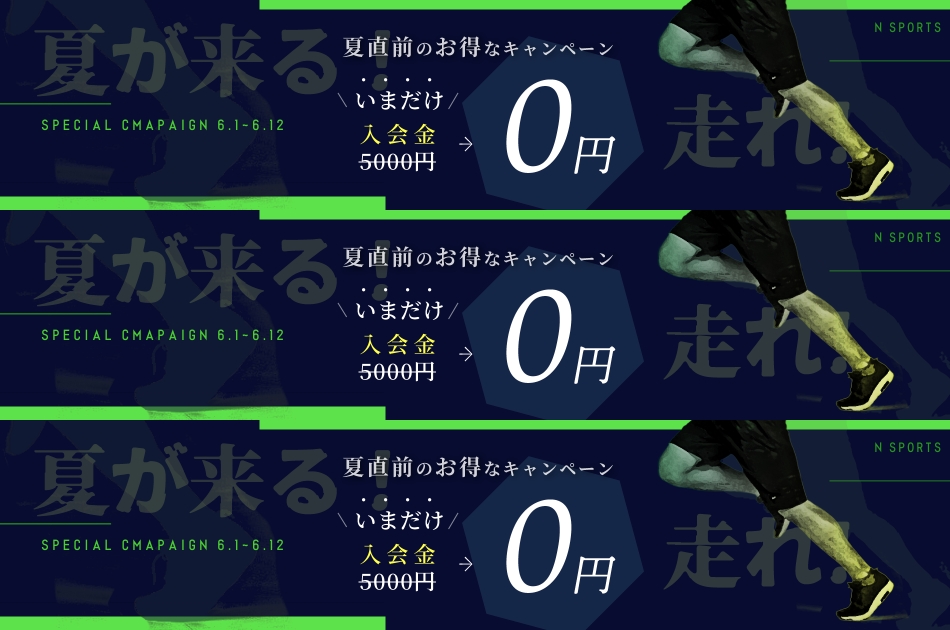 夏が来る!
SPECIAL CMAPAIGN 6.1~6.12
夏直前のお得なキャンペーン
\ いまだけ /
入会金
5000円
→
0円
走れ!
N SPORTS
夏が来る!
SPECIAL CMAPAIGN 6.1~6.12
夏直前のお得なキャンペーン
\ いまだけ /
入会金
5000円
→
0円
走れ!
N SPORTS
夏が来る!
SPECIAL CMAPAIGN 6.1~6.12
夏直前のお得なキャンペーン
\ いまだけ /
入会金
5000円
→
0円
走れ!
N SPORTS